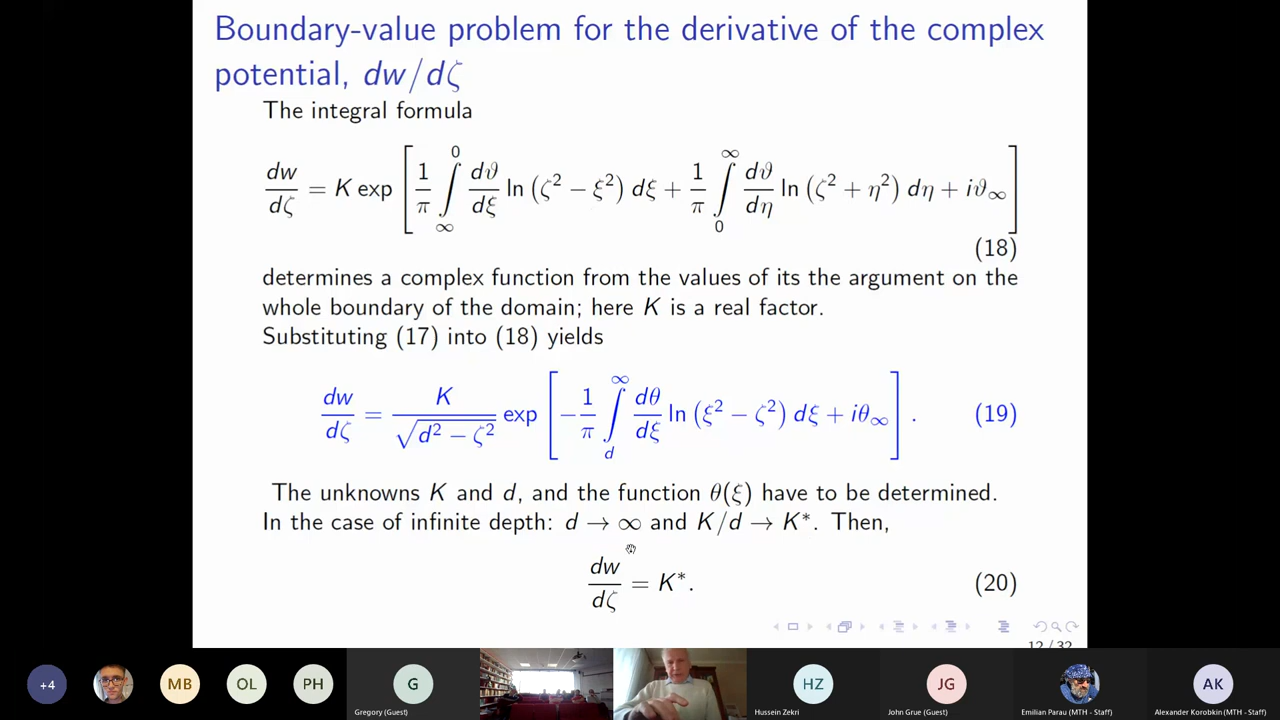 Boundary-value problem for the derivative of the complex
potential, dw/dζ
The integral formula
dw/dζ = K exp [ 1/π ∫_∞^0 dϑ/dξ ln (ζ² − ξ²) dξ + 1/π ∫_0^∞ dϑ/dη ln (ζ² + η²) dη + iϑ_∞ ]
(18)
determines a complex function from the values of its the argument on the
whole boundary of the domain; here K is a real factor.
Substituting (17) into (18) yields
dw/dζ = K/√(d² − ζ²) exp [ −1/π ∫_d^∞ dθ/dξ ln (ξ² − ζ²) dξ + iθ_∞ ] . (19)
The unknowns K and d, and the function θ(ξ) have to be determined.
In the case of infinite depth: d → ∞ and K/d → K*. Then,
dw/dζ = K*. (20)
12 / 32
+4 MB OL PH G HZ JG AK
Gregory (Guest) Hussein Zekri John Grue (Guest) Emilian Parau (MTH - Staff) Alexander Korobkin (MTH - Staff)